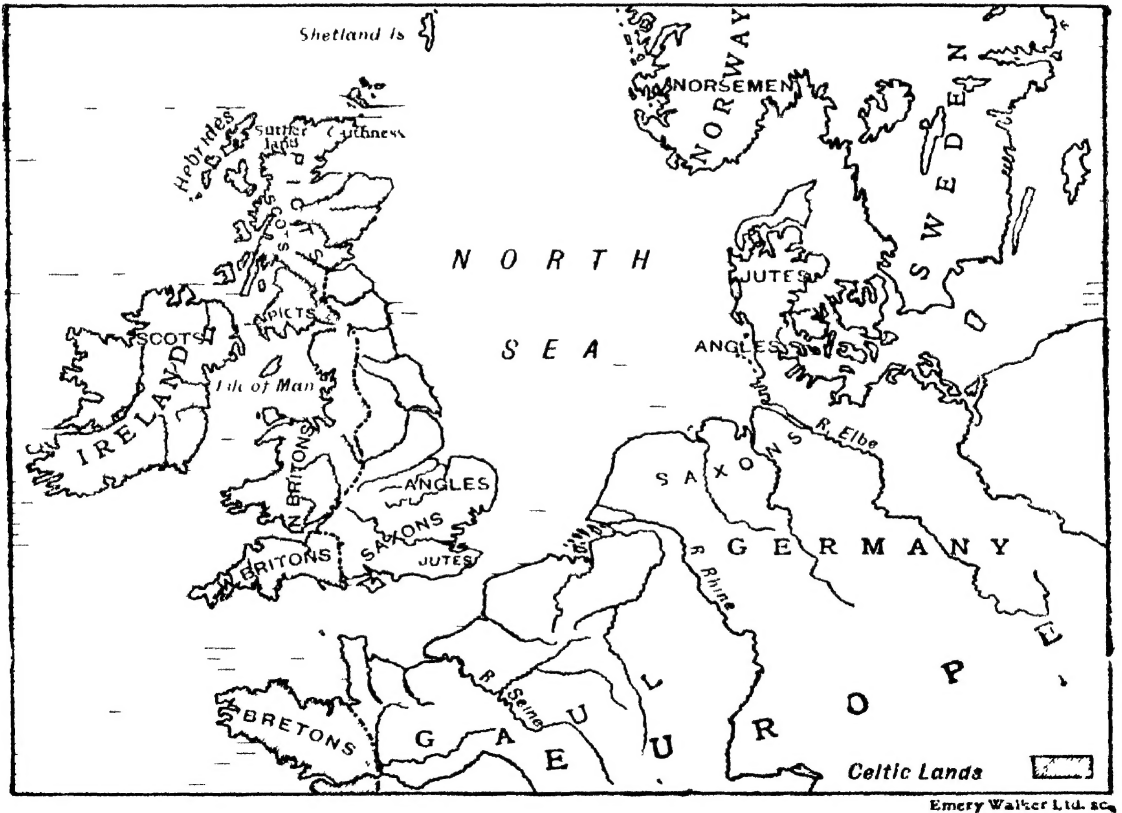 Shetland Is
NORWAY
NORSEMEN
SWEDEN
Hebrides
Suther
land
Caithness
PICTS
SCOTS
NORTH
SEA
JUTES
ANGLES
PICTS
SCOTS
IRELAND
Isle of Man
R. Elbe
SAXONS
N BRITONS
ANGLES
SAXONS
JUTES
BRITONS
GERMANY
R Rhine
EUROPE
R. Seine
GAUL
BRETONS
Celtic Lands
Emery Walker Ltd. sc.